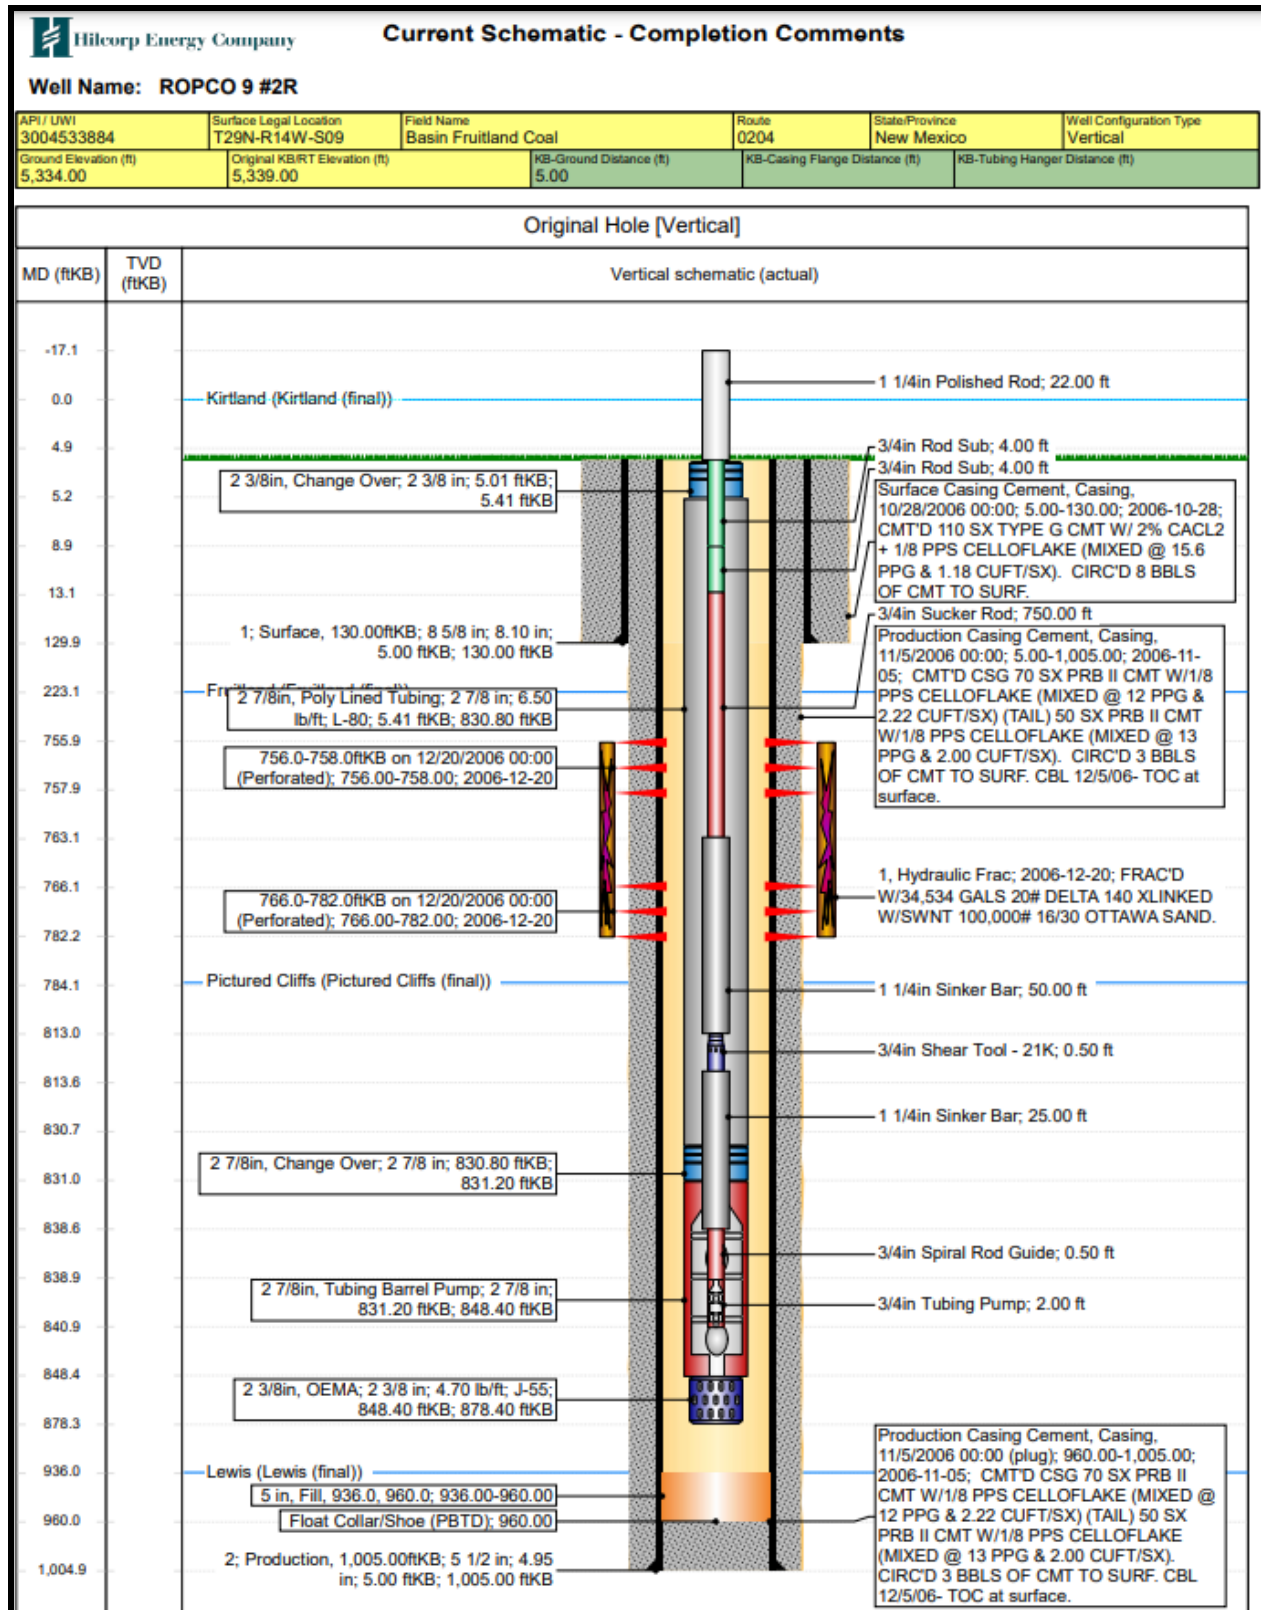 Hilcorp Energy Company
Current Schematic - Completion Comments
Well Name: ROPCO 9 #2R
API / UWI
3004533884
Surface Legal Location
T29N-R14W-S09
Field Name
Basin Fruitland Coal
Route
0204
State/Province
New Mexico
Well Configuration Type
Vertical
Ground Elevation (ft)
5,334.00
Original KB/RT Elevation (ft)
5,339.00
KB-Ground Distance (ft)
5.00
KB-Casing Flange Distance (ft)
KB-Tubing Hanger Distance (ft)
Original Hole [Vertical]
MD (ftKB)
TVD
(ftKB)
Vertical schematic (actual)
-17.1
1 1/4in Polished Rod; 22.00 ft
0.0
Kirtland (Kirtland (final))
4.9
3/4in Rod Sub; 4.00 ft
3/4in Rod Sub; 4.00 ft
2 3/8in, Change Over; 2 3/8 in; 5.01 ftKB;
5.41 ftKB
5.2
Surface Casing Cement, Casing,
10/28/2006 00:00; 5.00-130.00; 2006-10-28;
CMT'D 110 SX TYPE G CMT W/ 2% CACL2
+ 1/8 PPS CELLOFLAKE (MIXED @ 15.6
PPG & 1.18 CUFT/SX). CIRC'D 8 BBLS
OF CMT TO SURF.
8.9
13.1
3/4in Sucker Rod; 750.00 ft
1; Surface, 130.00ftKB; 8 5/8 in; 8.10 in;
5.00 ftKB; 130.00 ftKB
129.9
Production Casing Cement, Casing,
11/5/2006 00:00; 5.00-1,005.00; 2006-11-
05; CMT'D CSG 70 SX PRB II CMT W/1/8
PPS CELLOFLAKE (MIXED @ 12 PPG &
2.22 CUFT/SX) (TAIL) 50 SX PRB II CMT
W/1/8 PPS CELLOFLAKE (MIXED @ 13
PPG & 2.00 CUFT/SX). CIRC'D 3 BBLS
OF CMT TO SURF. CBL 12/5/06- TOC at
surface.
223.1
Fruitland (Fruitland (final))
2 7/8in, Poly Lined Tubing; 2 7/8 in; 6.50
lb/ft; L-80; 5.41 ftKB; 830.80 ftKB
755.9
756.0-758.0ftKB on 12/20/2006 00:00
(Perforated); 756.00-758.00; 2006-12-20
757.9
763.1
766.1
766.0-782.0ftKB on 12/20/2006 00:00
(Perforated); 766.00-782.00; 2006-12-20
1, Hydraulic Frac; 2006-12-20; FRAC'D
W/34,534 GALS 20# DELTA 140 XLINKED
W/SWNT 100,000# 16/30 OTTAWA SAND.
782.2
Pictured Cliffs (Pictured Cliffs (final))
784.1
1 1/4in Sinker Bar; 50.00 ft
813.0
3/4in Shear Tool - 21K; 0.50 ft
813.6
1 1/4in Sinker Bar; 25.00 ft
830.7
2 7/8in, Change Over; 2 7/8 in; 830.80 ftKB;
831.20 ftKB
831.0
838.6
3/4in Spiral Rod Guide; 0.50 ft
838.9
2 7/8in, Tubing Barrel Pump; 2 7/8 in;
831.20 ftKB; 848.40 ftKB
3/4in Tubing Pump; 2.00 ft
840.9
848.4
2 3/8in, OEMA; 2 3/8 in; 4.70 lb/ft; J-55;
848.40 ftKB; 878.40 ftKB
878.3
Production Casing Cement, Casing,
11/5/2006 00:00 (plug); 960.00-1,005.00;
2006-11-05; CMT'D CSG 70 SX PRB II
CMT W/1/8 PPS CELLOFLAKE (MIXED @
12 PPG & 2.22 CUFT/SX) (TAIL) 50 SX
PRB II CMT W/1/8 PPS CELLOFLAKE
(MIXED @ 13 PPG & 2.00 CUFT/SX).
CIRC'D 3 BBLS OF CMT TO SURF. CBL
12/5/06- TOC at surface.
936.0
Lewis (Lewis (final))
5 in, Fill, 936.0, 960.0; 936.00-960.00
960.0
Float Collar/Shoe (PBTD); 960.00
2; Production, 1,005.00ftKB; 5 1/2 in; 4.95
in; 5.00 ftKB; 1,005.00 ftKB
1,004.9